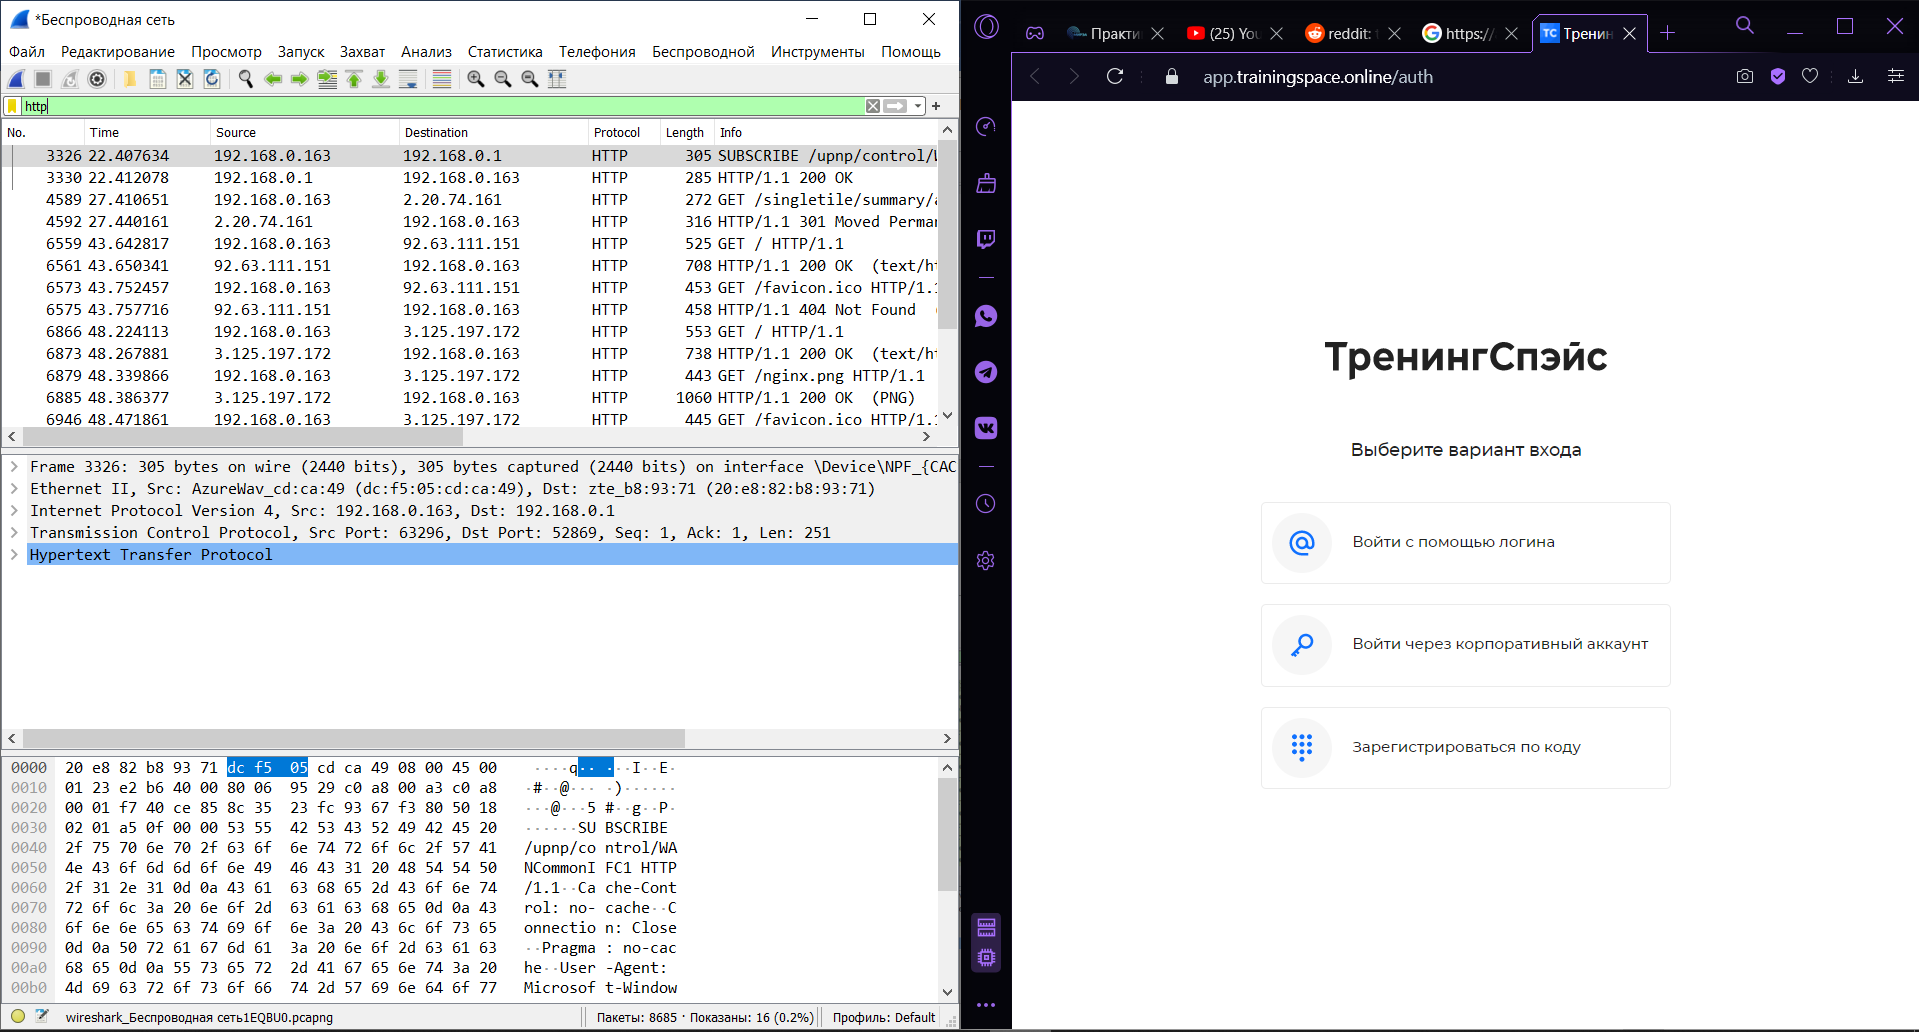 *Беспроводная сеть
Файл Редактирование Просмотр Запуск Захват Анализ Статистика Телефония Беспроводной Инструменты Помощь
http
No. Time Source Destination Protocol Length Info
3326 22.407634 192.168.0.163 192.168.0.1 HTTP 305 SUBSCRIBE /upnp/control/W
3330 22.412078 192.168.0.1 192.168.0.163 HTTP 285 HTTP/1.1 200 OK
4589 27.410651 192.168.0.163 2.20.74.161 HTTP 272 GET /singletile/summary/a
4592 27.440161 2.20.74.161 192.168.0.163 HTTP 316 HTTP/1.1 301 Moved Perma
6559 43.642817 192.168.0.163 92.63.111.151 HTTP 525 GET / HTTP/1.1
6561 43.650341 92.63.111.151 192.168.0.163 HTTP 708 HTTP/1.1 200 OK (text/ht
6573 43.752457 192.168.0.163 92.63.111.151 HTTP 453 GET /favicon.ico HTTP/1.1
6575 43.757716 92.63.111.151 192.168.0.163 HTTP 458 HTTP/1.1 404 Not Found (
6866 48.224113 192.168.0.163 3.125.197.172 HTTP 553 GET / HTTP/1.1
6873 48.267881 3.125.197.172 192.168.0.163 HTTP 738 HTTP/1.1 200 OK (text/ht
6879 48.339866 192.168.0.163 3.125.197.172 HTTP 443 GET /nginx.png HTTP/1.1
6885 48.386377 3.125.197.172 192.168.0.163 HTTP 1060 HTTP/1.1 200 OK (PNG)
6946 48.471861 192.168.0.163 3.125.197.172 HTTP 445 GET /favicon.ico HTTP/1.1
Frame 3326: 305 bytes on wire (2440 bits), 305 bytes captured (2440 bits) on interface \Device\NPF_{CAC
Ethernet II, Src: AzureWav_cd:ca:49 (dc:f5:05:cd:ca:49), Dst: zte_b8:93:71 (20:e8:82:b8:93:71)
Internet Protocol Version 4, Src: 192.168.0.163, Dst: 192.168.0.1
Transmission Control Protocol, Src Port: 63296, Dst Port: 52869, Seq: 1, Ack: 1, Len: 251
Hypertext Transfer Protocol
0000 20 e8 82 b8 93 71 dc f5 05 cd ca 49 08 00 45 00 ····q·· ···I··E·
0010 01 23 e2 b6 40 00 80 06 95 29 c0 a8 00 a3 c0 a8 ·#··@··· ·)······
0020 00 01 f7 40 ce 85 8c 35 23 fc 93 67 f3 80 50 18 ···@···5 #··g··P·
0030 02 01 a5 0f 00 00 53 55 42 53 43 52 49 42 45 20 ······SU BSCRIBE
0040 2f 75 70 6e 70 2f 63 6f 6e 74 72 6f 6c 2f 57 41 /upnp/co ntrol/WA
0050 4e 43 6f 6d 6d 6f 6e 49 46 43 31 20 48 54 54 50 NCommonI FC1 HTTP
0060 2f 31 2e 31 0d 0a 43 61 63 68 65 2d 43 6f 6e 74 /1.1··Ca che-Cont
0070 72 6f 6c 3a 20 6e 6f 2d 63 61 63 68 65 0d 0a 43 rol: no- cache··C
0080 6f 6e 6e 65 63 74 69 6f 6e 3a 20 43 6c 6f 73 65 onnectio n: Close
0090 0d 0a 50 72 61 67 6d 61 3a 20 6e 6f 2d 63 61 63 ··Pragma : no-cac
00a0 68 65 0d 0a 55 73 65 72 2d 41 67 65 6e 74 3a 20 he··User -Agent:
00b0 4d 69 63 72 6f 73 6f 66 74 2d 57 69 6e 64 6f 77 Microsof t-Window
wireshark_Беспроводная сеть1EQBU0.pcapng Пакеты: 8685 · Показаны: 16 (0.2%) Профиль: Default
Практи (25) You reddit: https:// ТС Тренин
app.trainingspace.online/auth
ТренингСпэйс
Выберите вариант входа
Войти с помощью логина
Войти через корпоративный аккаунт
Зарегистрироваться по коду